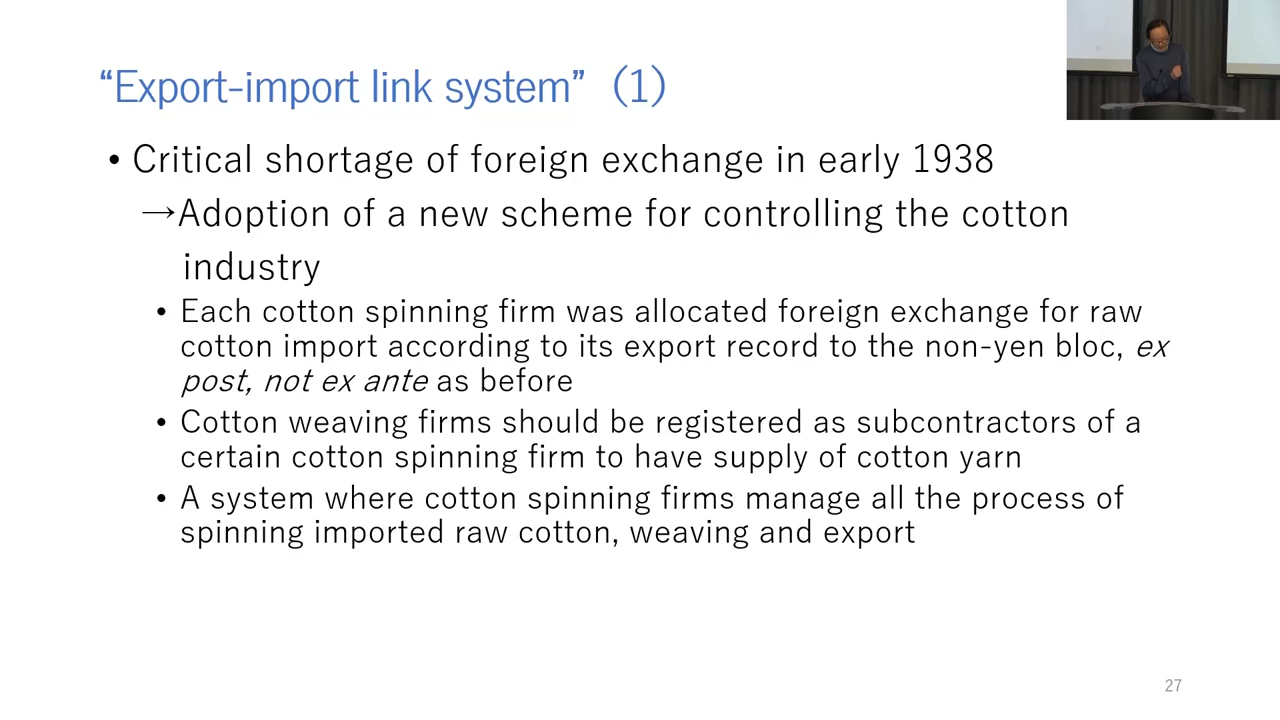 “Export-import link system” (1)
• Critical shortage of foreign exchange in early 1938
→Adoption of a new scheme for controlling the cotton
industry
• Each cotton spinning firm was allocated foreign exchange for raw
cotton import according to its export record to the non-yen bloc, ex
post, not ex ante as before
• Cotton weaving firms should be registered as subcontractors of a
certain cotton spinning firm to have supply of cotton yarn
• A system where cotton spinning firms manage all the process of
spinning imported raw cotton, weaving and export
27